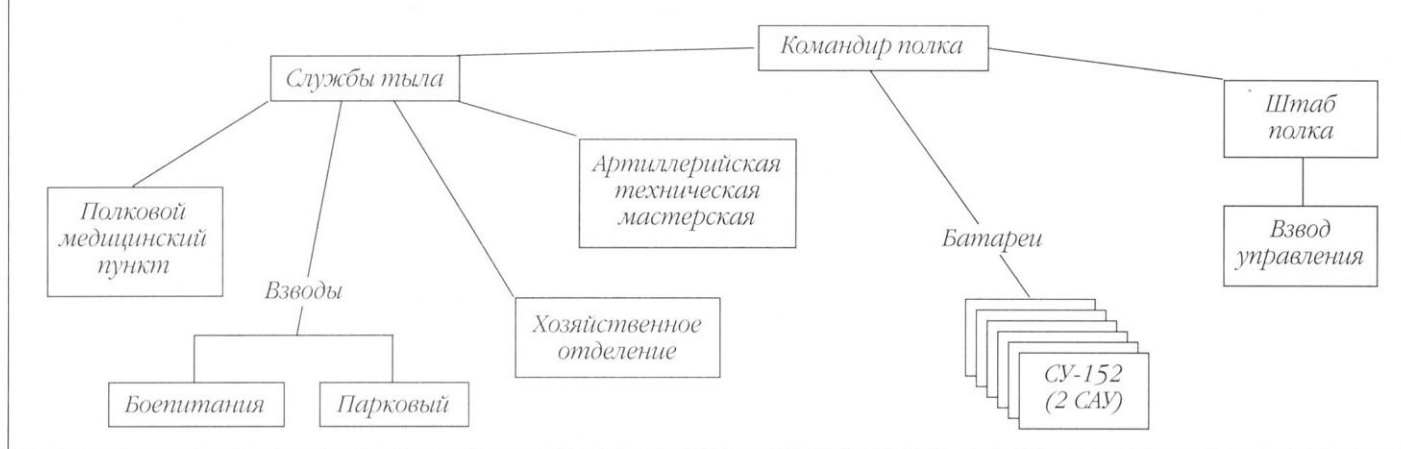 Командир полка
Службы тыла
Штаб
полка
Артиллерийская
техническая
мастерская
Полковой
медицинский
пункт
Взвод
управления
Батареи
Взводы
Хозяйственное
отделение
СУ-152
(2 САУ)
Боепитания
Парковый